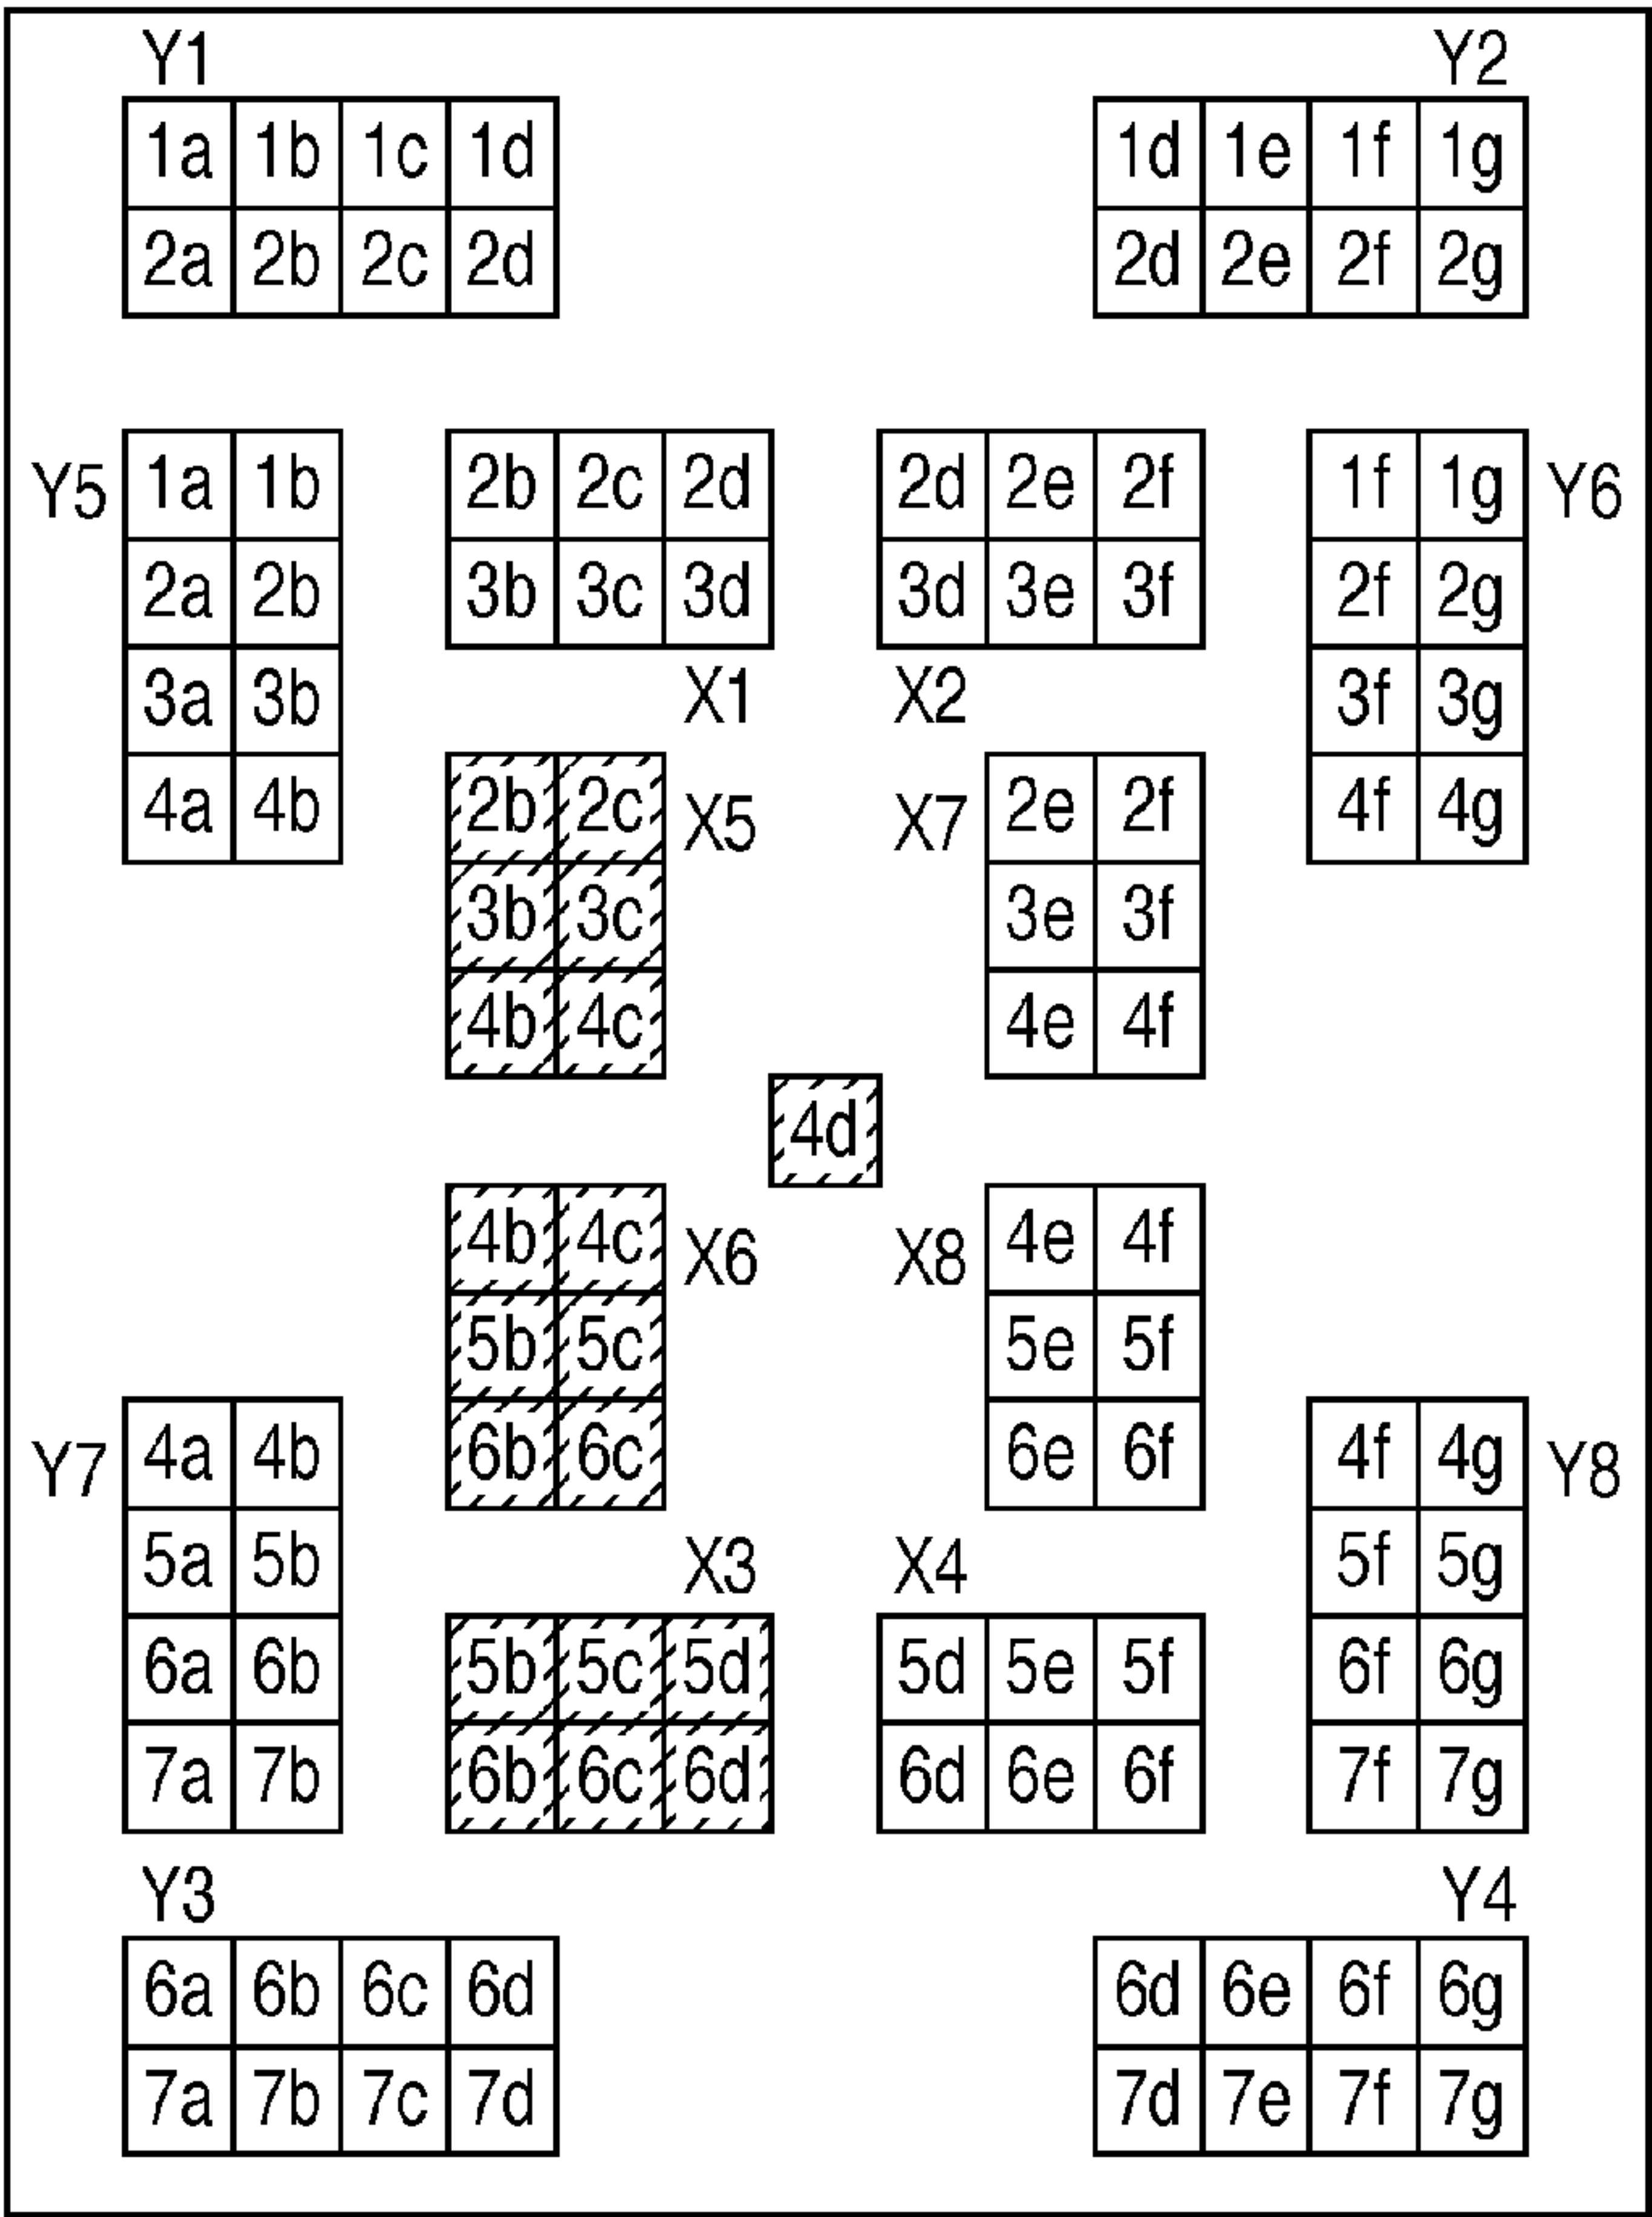 Y1 Y2
1a 1b 1c 1d 1d 1e 1f 1g
2a 2b 2c 2d 2d 2e 2f 2g
Y5 1a 1b 2b 2c 2d 2d 2e 2f 1f 1g Y6
2a 2b 3b 3c 3d 3d 3e 3f 2f 2g
3a 3b X1 X2 3f 3g
4a 4b 2b 2c X5 X7 2e 2f 4f 4g
3b 3c 3e 3f
4b 4c 4e 4f
4d
4b 4c X6 X8 4e 4f
5b 5c 5e 5f
Y7 4a 4b 6b 6c 6e 6f 4f 4g Y8
5a 5b X3 X4 5f 5g
6a 6b 5b 5c 5d 5d 5e 5f 6f 6g
7a 7b 6b 6c 6d 6d 6e 6f 7f 7g
Y3 Y4
6a 6b 6c 6d 6d 6e 6f 6g
7a 7b 7c 7d 7d 7e 7f 7g